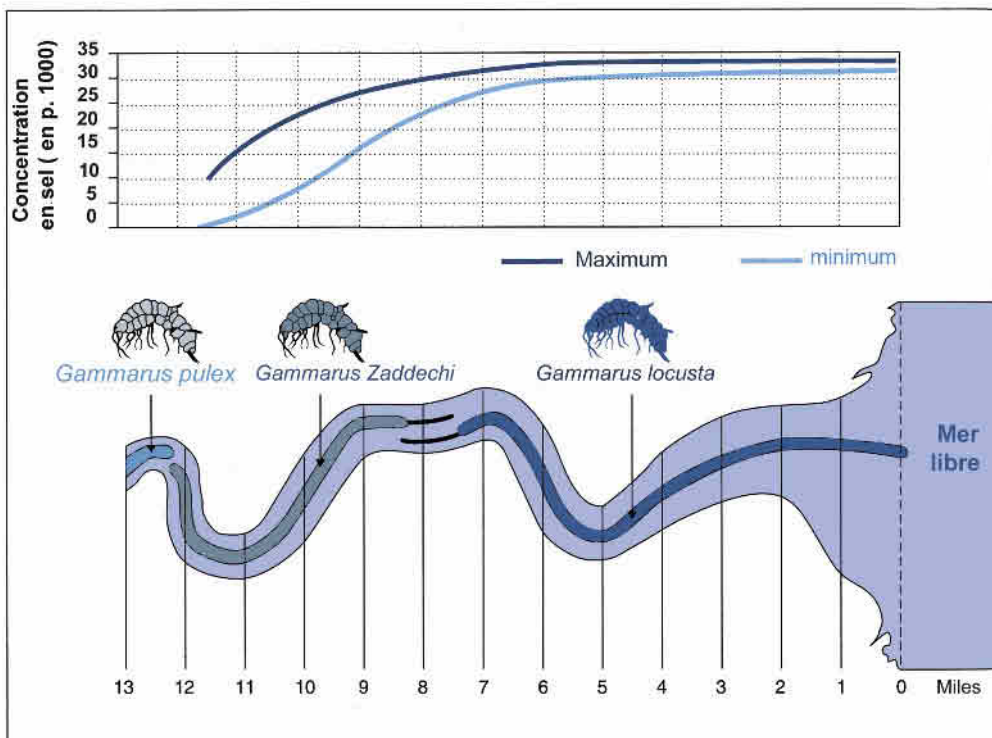 Concentration
en sel ( en p. 1000)
35
30
25
20
15
10
5
0
Maximum
minimum
Gammarus pulex
Gammarus Zaddechi
Gammarus locusta
Mer
libre
13 12 11 10 9 8 7 6 5 4 3 2 1 0 Miles